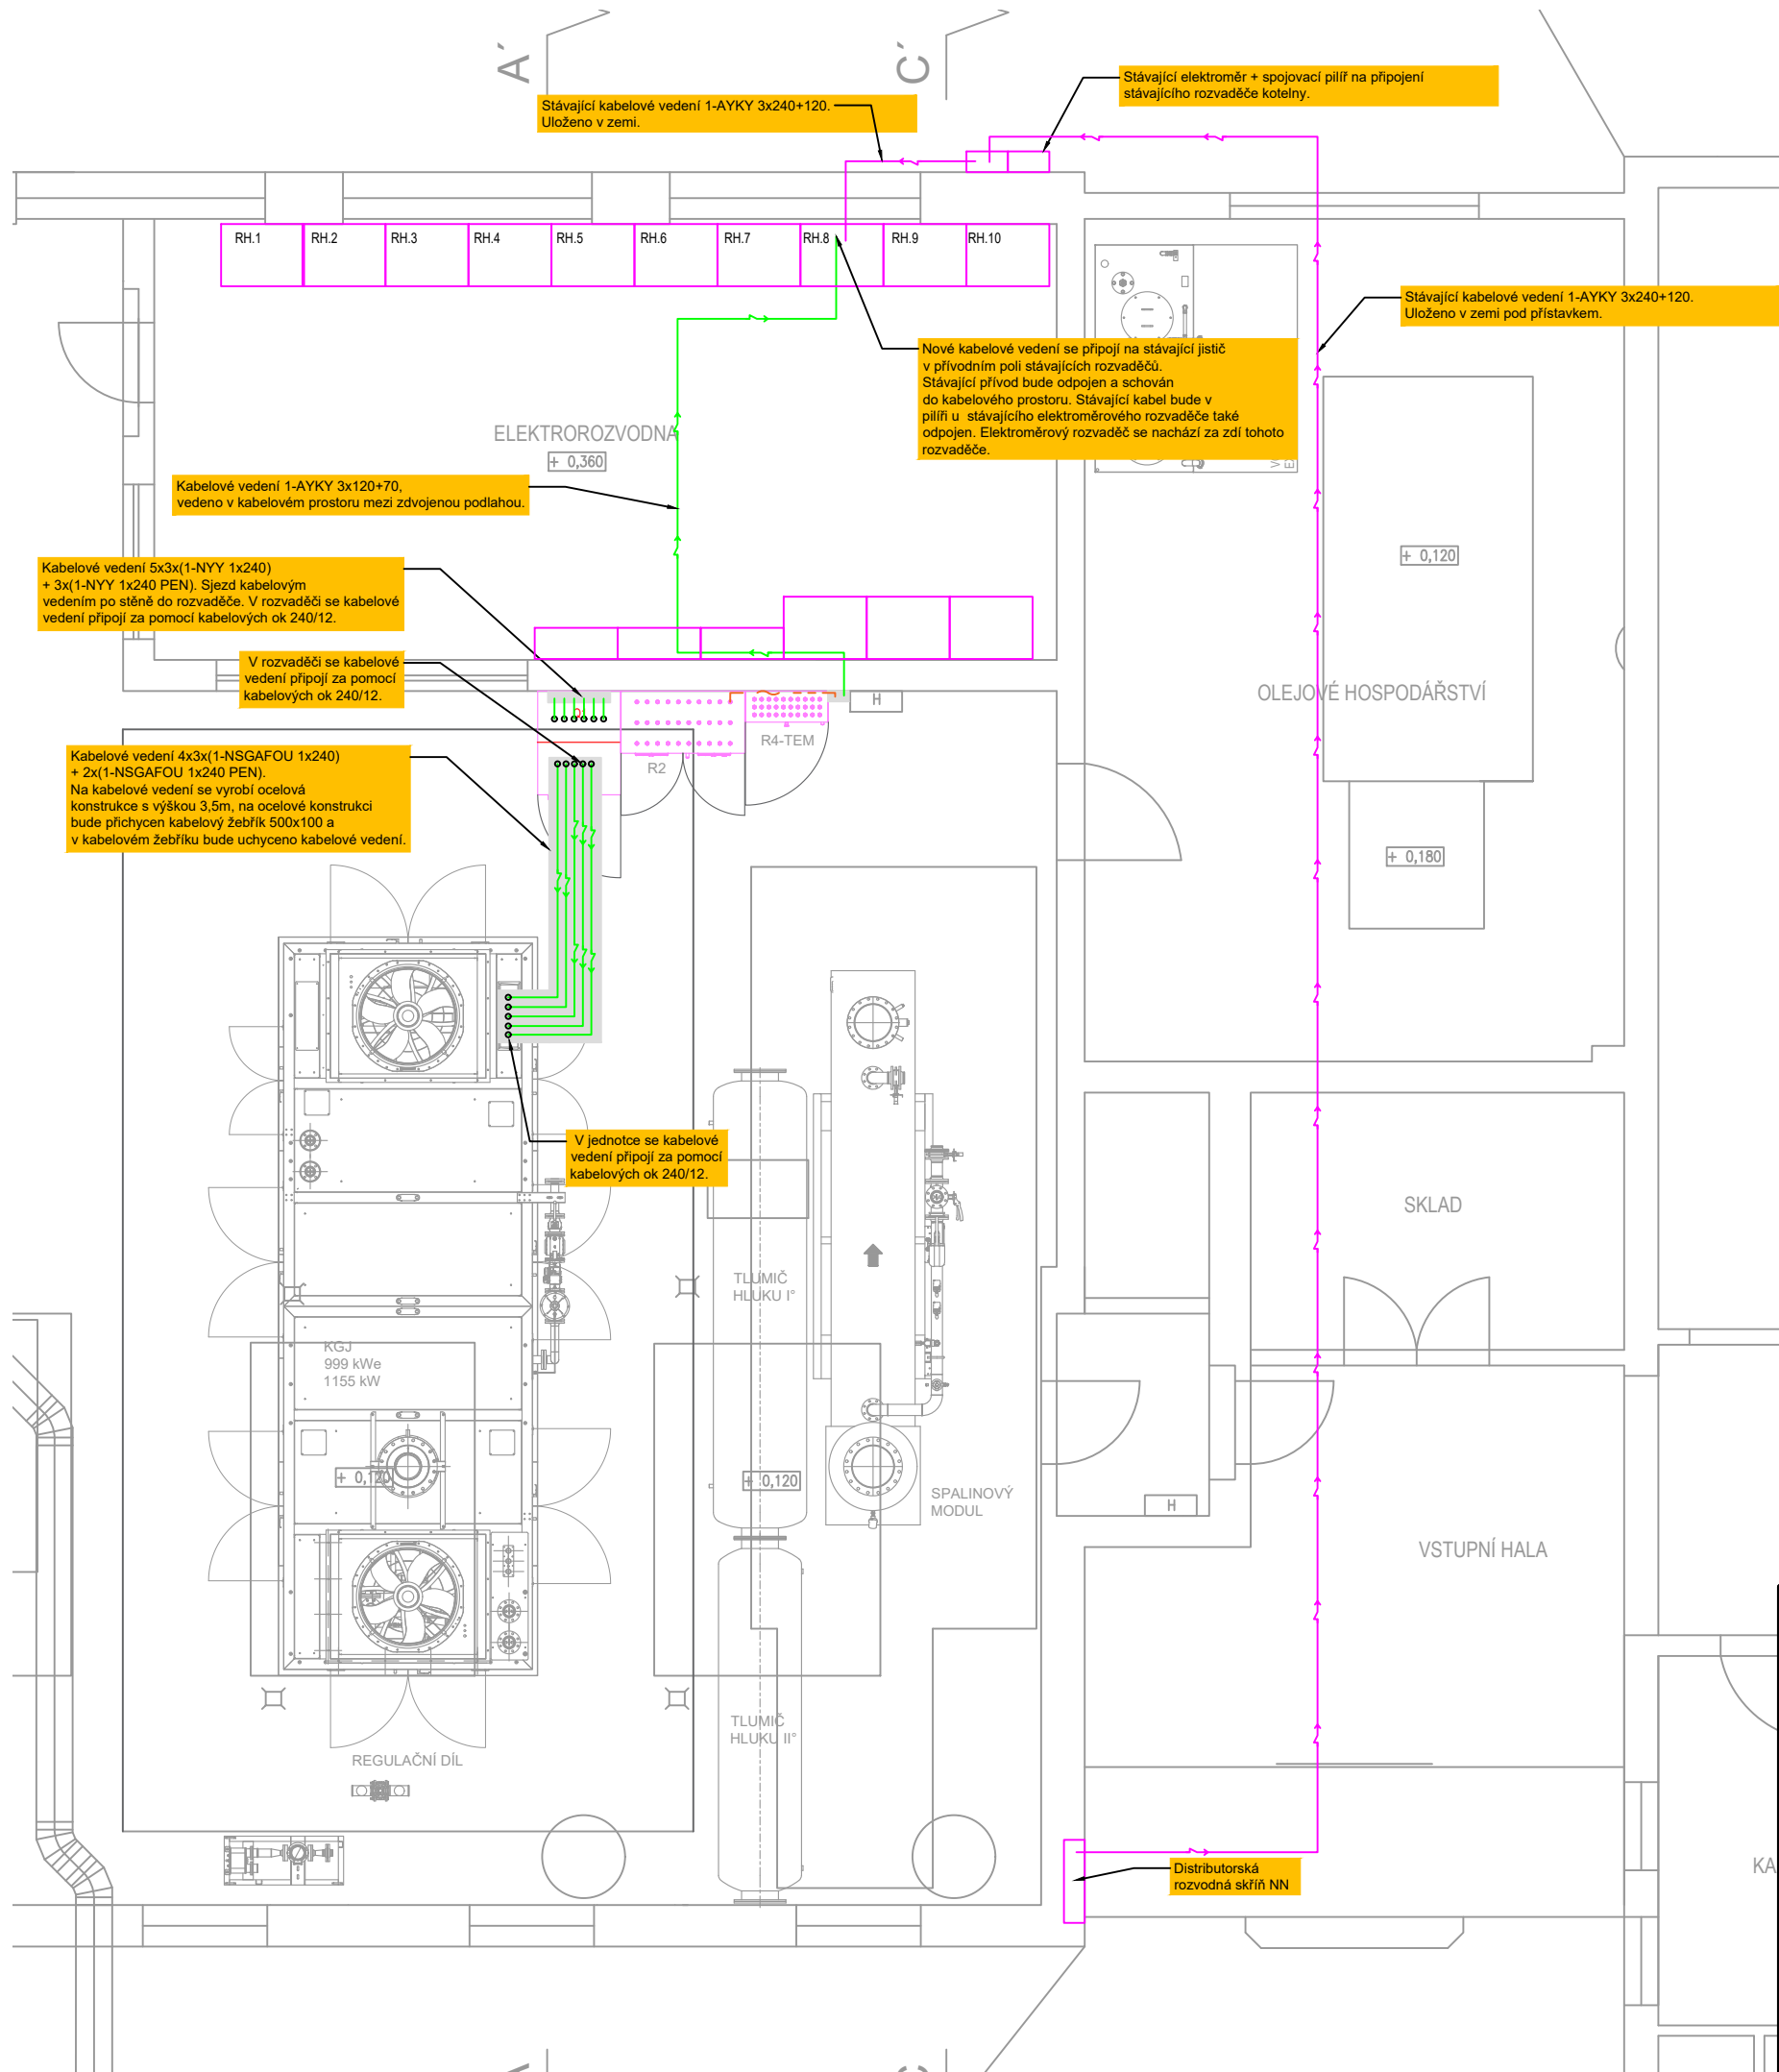 A´
C´
Stávající elektroměr + spojovací pilíř na připojení
stávajícího rozvaděče kotelny.
Stávající kabelové vedení 1-AYKY 3x240+120.
Uloženo v zemi.
RH.1
RH.2
RH.3
RH.4
RH.5
RH.6
RH.7
RH.8
RH.9
RH.10
Stávající kabelové vedení 1-AYKY 3x240+120.
Uloženo v zemi pod přístavkem.
Nové kabelové vedení se připojí na stávající jistič
v přívodním poli stávajících rozvaděčů.
Stávající přívod bude odpojen a schován
do kabelového prostoru. Stávající kabel bude v
pilíři u stávajícího elektroměrového rozvaděče také
odpojen. Elektroměrový rozvaděč se nachází za zdí tohoto
rozvaděče.
ELEKTROROZVODNA
+ 0,360
Kabelové vedení 1-AYKY 3x120+70,
vedeno v kabelovém prostoru mezi zdvojenou podlahou.
+ 0,120
Kabelové vedení 5x3x(1-NYY 1x240)
+ 3x(1-NYY 1x240 PEN). Sjezd kabelovým
vedením po stěně do rozvaděče. V rozvaděči se kabelové
vedení připojí za pomocí kabelových ok 240/12.
V rozvaděči se kabelové
vedení připojí za pomocí
kabelových ok 240/12.
H
OLEJOVÉ HOSPODÁŘSTVÍ
R4-TEM
R2
Kabelové vedení 4x3x(1-NSGAFOU 1x240)
+ 2x(1-NSGAFOU 1x240 PEN).
Na kabelové vedení se vyrobí ocelová
konstrukce s výškou 3,5m, na ocelové konstrukci
bude přichycen kabelový žebřík 500x100 a
v kabelovém žebříku bude uchyceno kabelové vedení.
+ 0,180
V jednotce se kabelové
vedení připojí za pomocí
kabelových ok 240/12.
SKLAD
TLUMIČ
HLUKU I°
KGJ
999 kWe
1155 kW
+ 0,120
+ 0,120
SPALINOVÝ
MODUL
H
VSTUPNÍ HALA
TLUMIČ
HLUKU II°
REGULAČNÍ DÍL
Distributorská
rozvodná skříň NN
KA